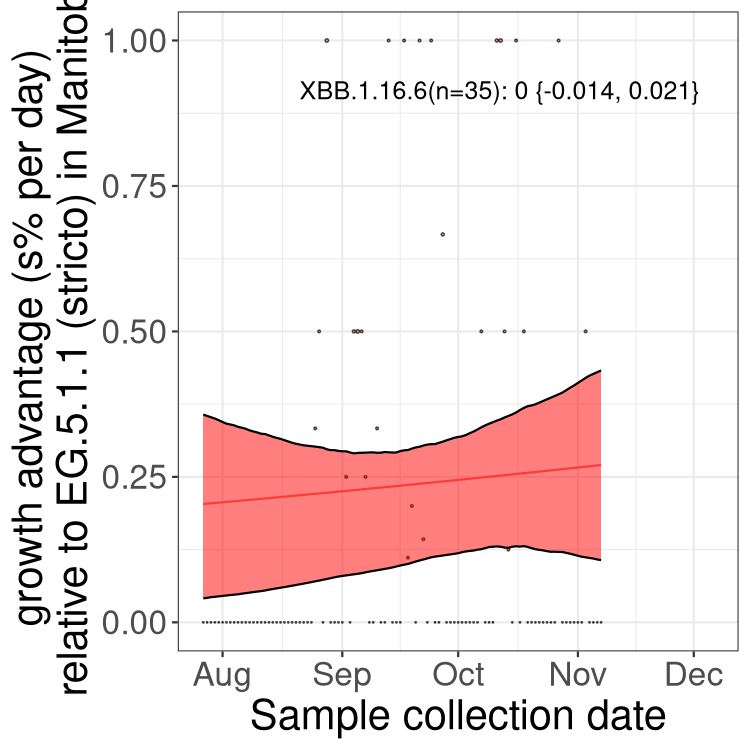 growth advantage (s% per day)
relative to EG.5.1.1 (stricto) in Manitob
1.00
0.75
0.50
0.25
0.00
XBB.1.16.6(n=35): 0 {-0.014, 0.021}
Aug Sep Oct Nov Dec
Sample collection date